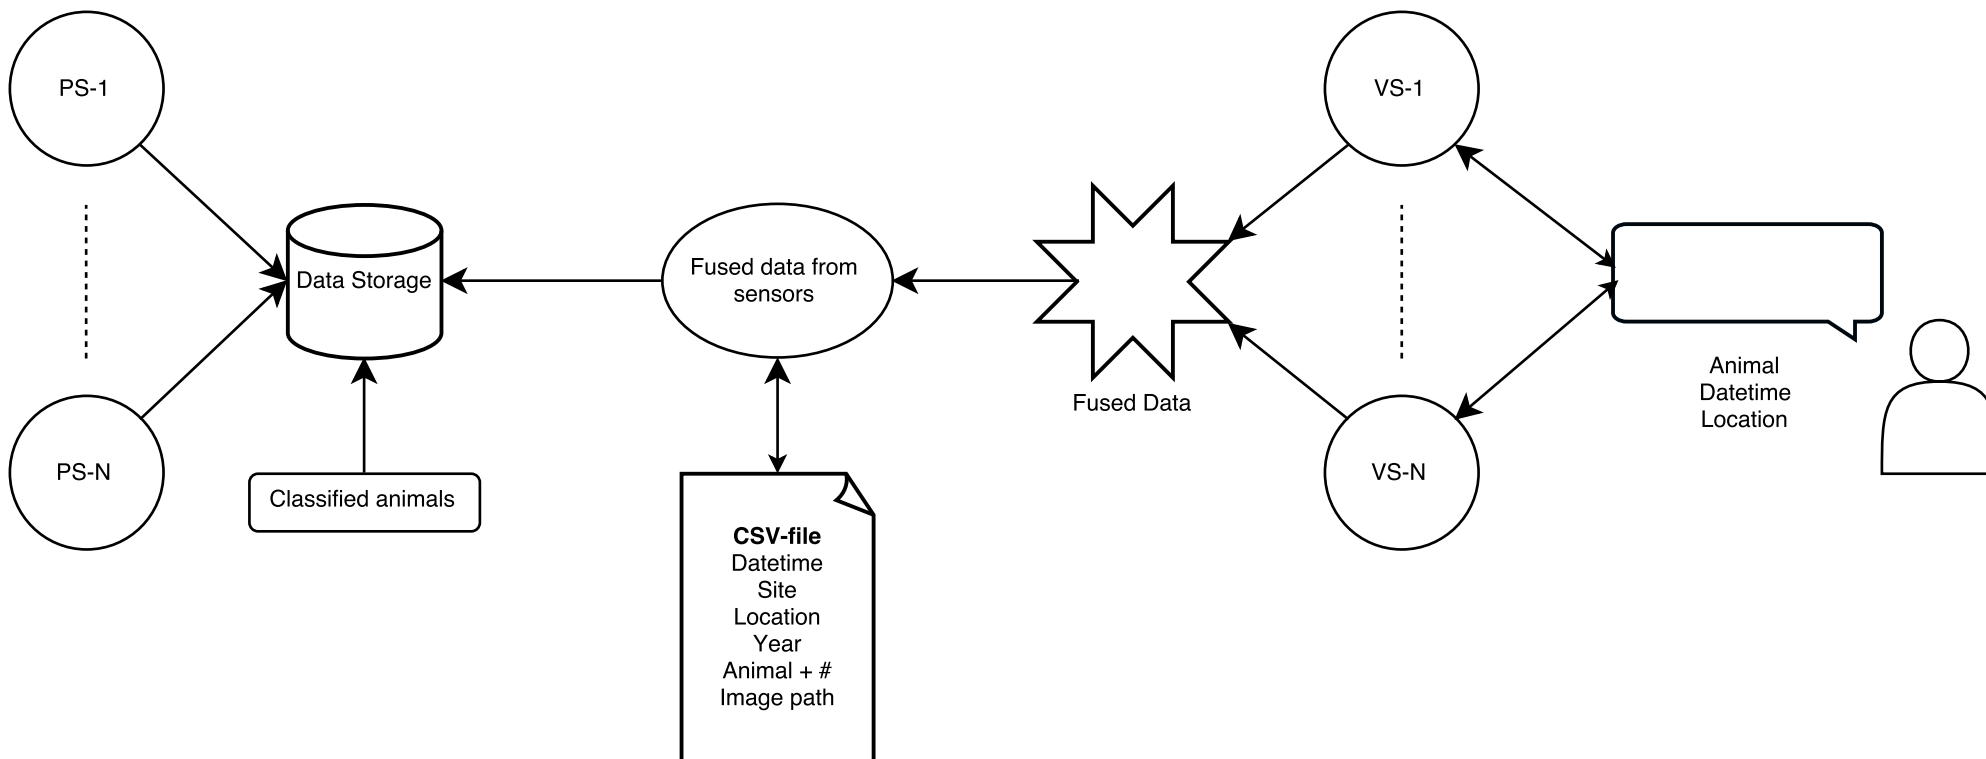 PS-1
VS-1
Data Storage
Fused data from
sensors
Fused Data
Animal
Datetime
Location
PS-N
VS-N
Classified animals
CSV-file
Datetime
Site
Location
Year
Animal + #
Image path